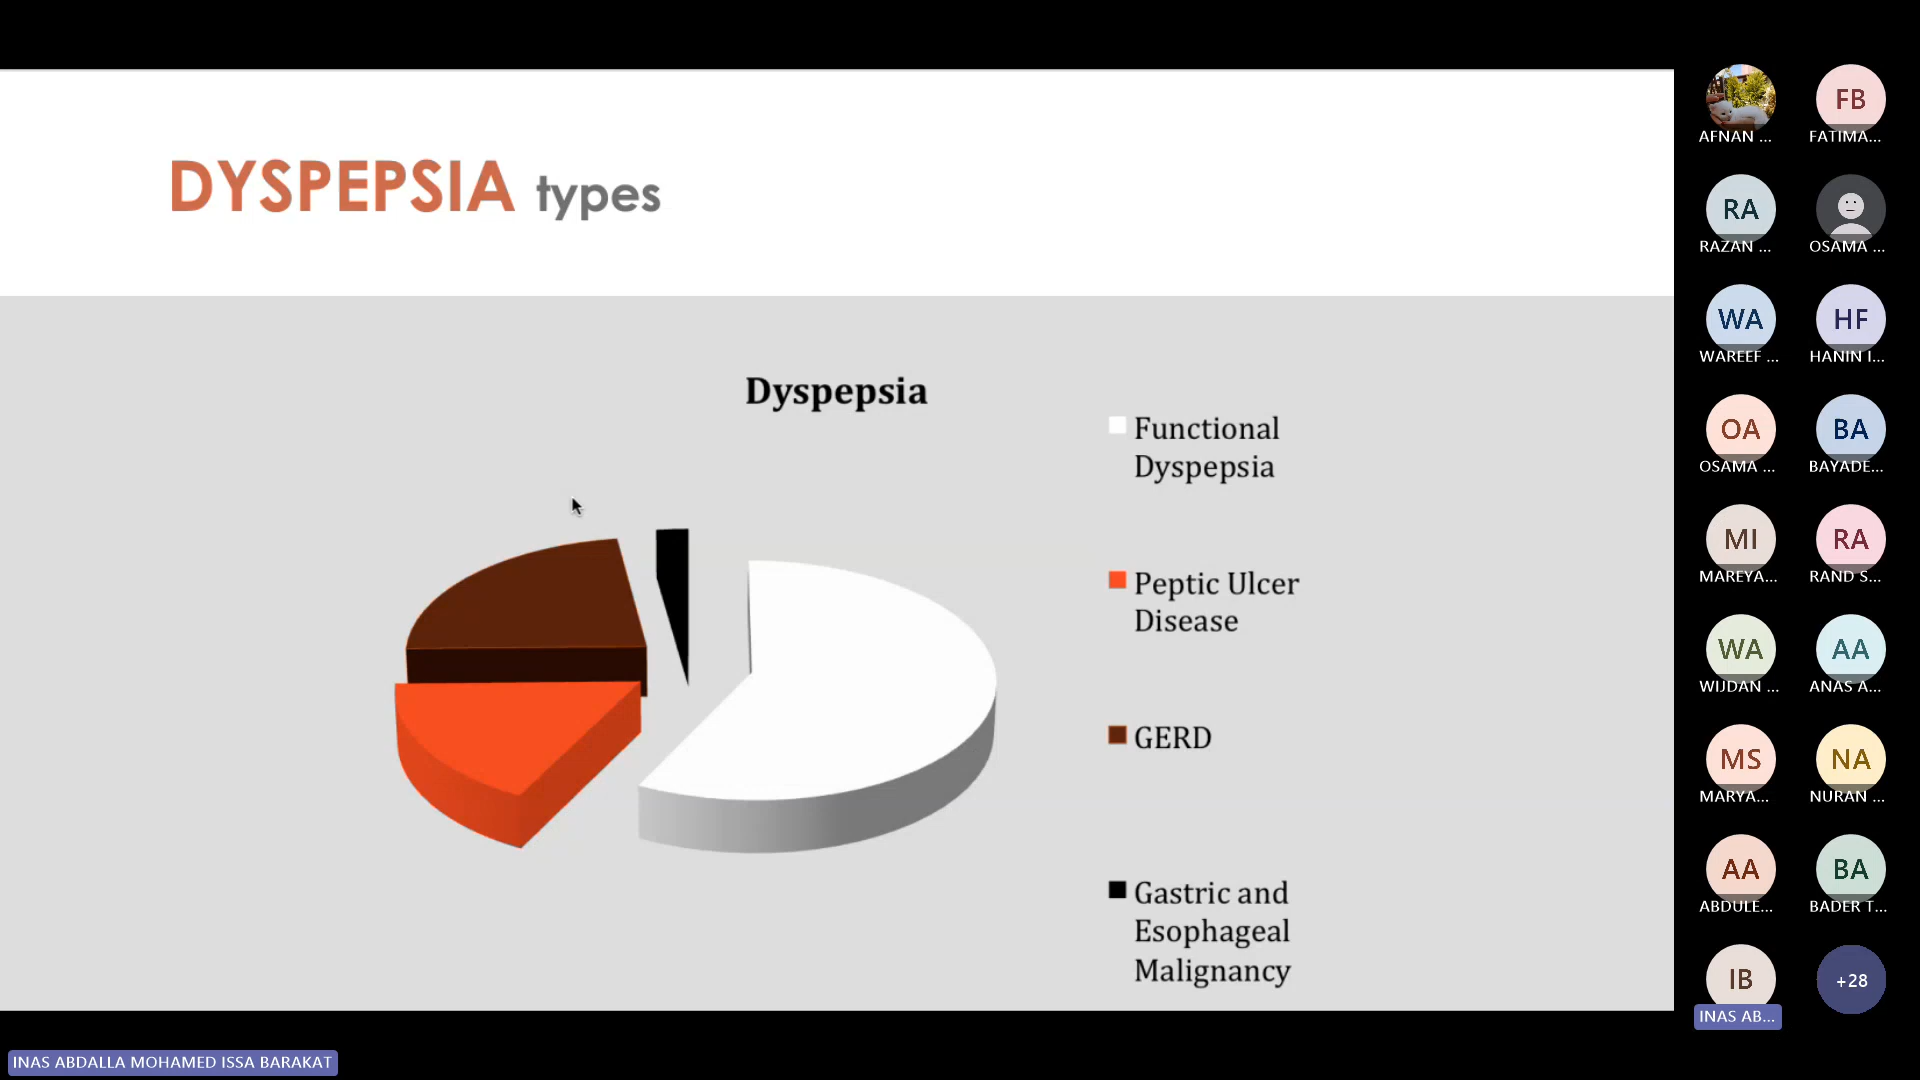 DYSPEPSIA types
Dyspepsia
Functional
Dyspepsia
Peptic Ulcer
Disease
GERD
Gastric and
Esophageal
Malignancy
AFNAN ...
FB
FATIMA...
RA
RAZAN ...
OSAMA ...
WA
WAREEF ...
HF
HANIN I...
OA
OSAMA ...
BA
BAYADE...
MI
MAREYA...
RA
RAND S...
WA
WIJDAN ...
AA
ANAS A...
MS
MARYA...
NA
NURAN ...
AA
ABDULE...
BA
BADER T...
IB
INAS AB...
+28
INAS ABDALLA MOHAMED ISSA BARAKAT